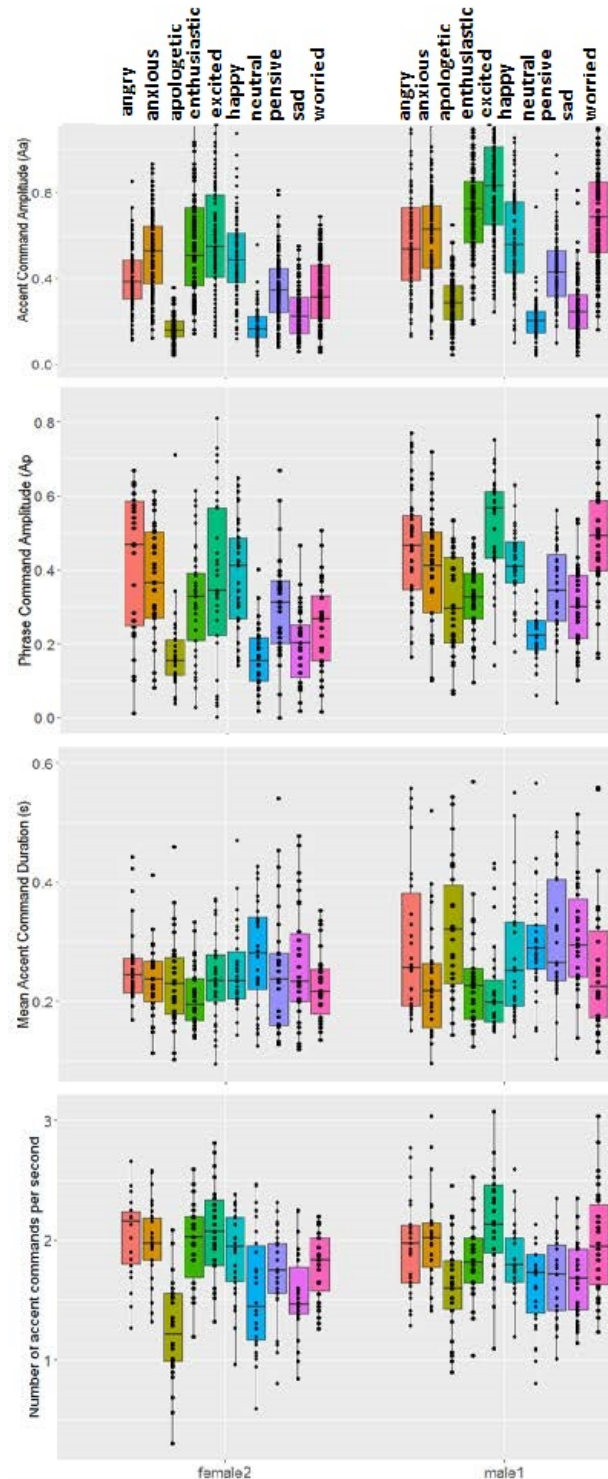 angry
anxious
apologetic
enthusiastic
excited
happy
neutral
pensive
sad
worried
angry
anxious
apologetic
enthusiastic
excited
happy
neutral
pensive
sad
worried
Accent Command Amplitude (Aa)
0.8
0.4
0.0
Phrase Command Amplitude (Ap
0.8
0.6
0.4
0.2
0.0
Mean Accent Command Duration (s)
0.6
0.4
0.2
Number of accent commands per second
3
2
1
female2
male1